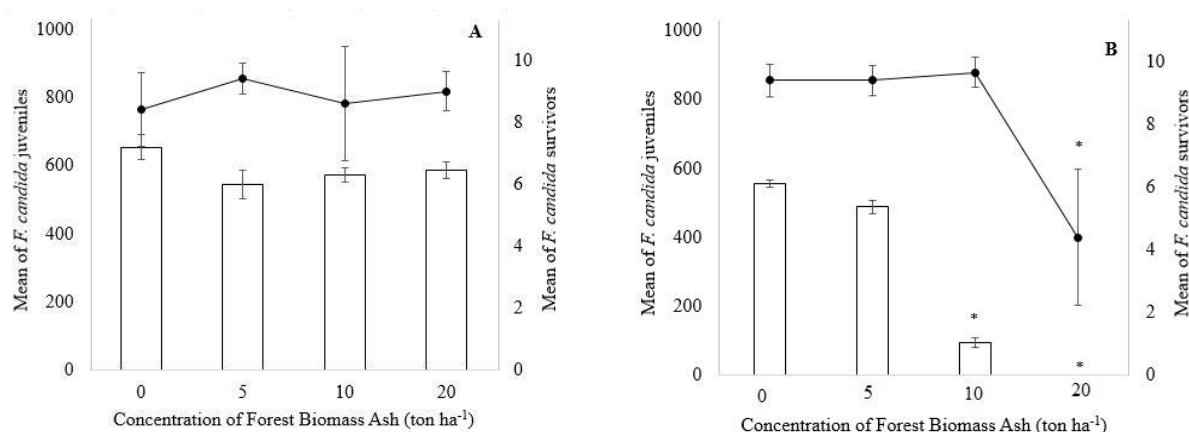 A
1000
800
600
400
200
0
Mean of F. candida juveniles
10
8
6
4
2
0
Mean of F. candida survivors
0 5 10 20
Concentration of Forest Biomass Ash (ton ha⁻¹)
B
1000
800
600
400
200
0
Mean of F. candida juveniles
10
8
6
4
2
0
Mean of F. candida survivors
*
*
*
0 5 10 20
Concentration of Forest Biomass Ash (ton ha⁻¹)